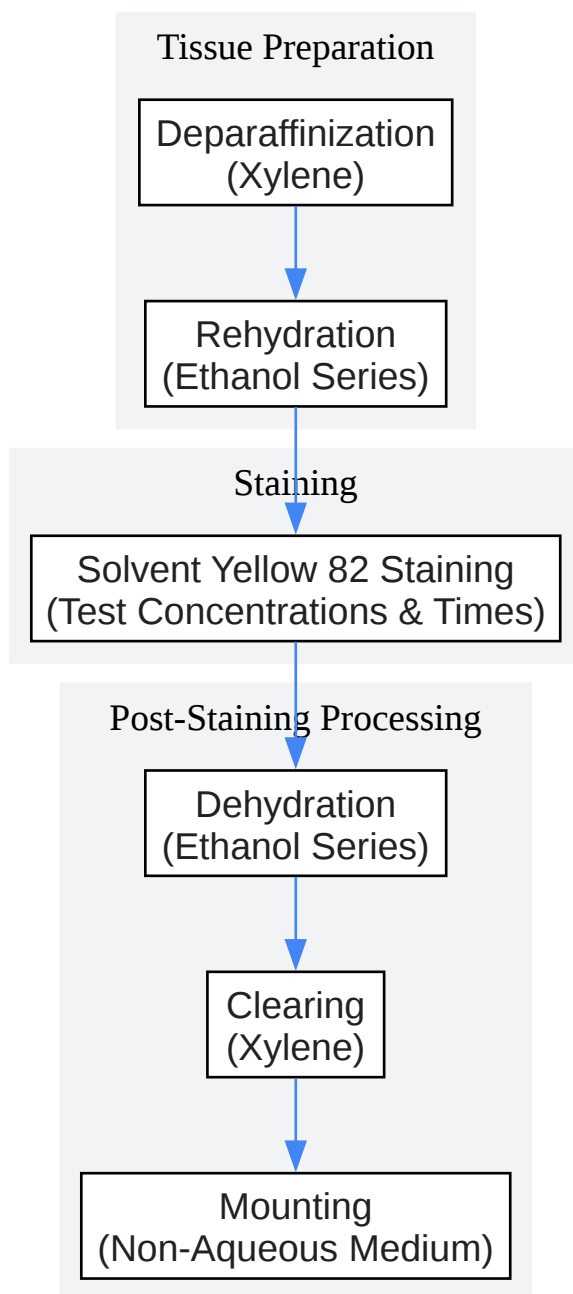 Tissue Preparation
Deparaffinization
(Xylene)
Rehydration
(Ethanol Series)
Staining
Solvent Yellow 82 Staining
(Test Concentrations & Times)
Post-Staining Processing
Dehydration
(Ethanol Series)
Clearing
(Xylene)
Mounting
(Non-Aqueous Medium)